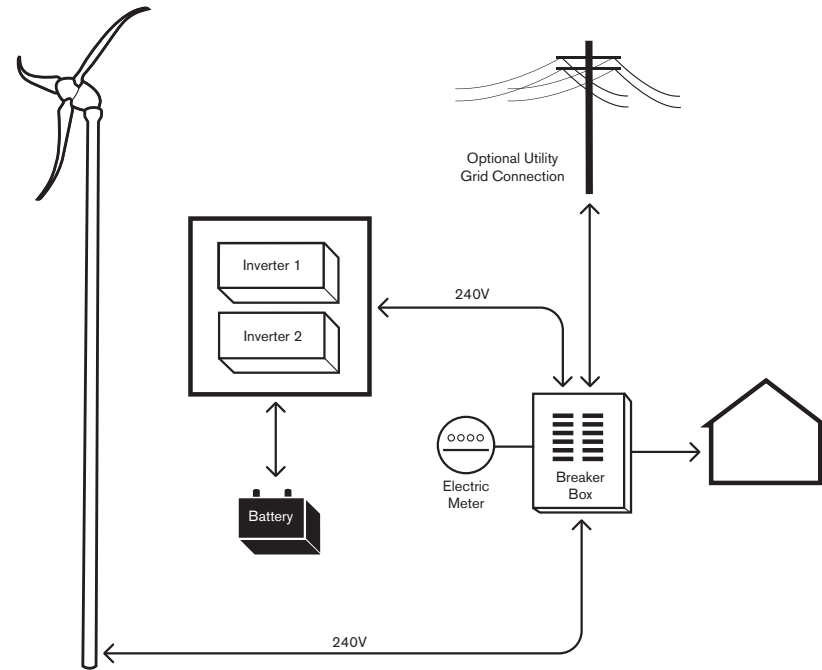 Optional Utility
Grid Connection
Inverter 1
240V
Inverter 2
Electric
Meter
Breaker
Box
Battery
240V